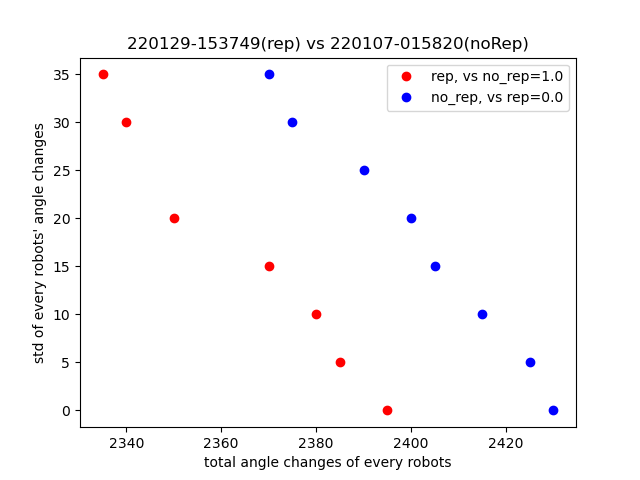 220129-153749(rep) vs 220107-015820(noRep)
rep, vs no_rep=1.0
no_rep, vs rep=0.0
std of every robots' angle changes
35
30
25
20
15
10
5
0
2340 2360 2380 2400 2420
total angle changes of every robots